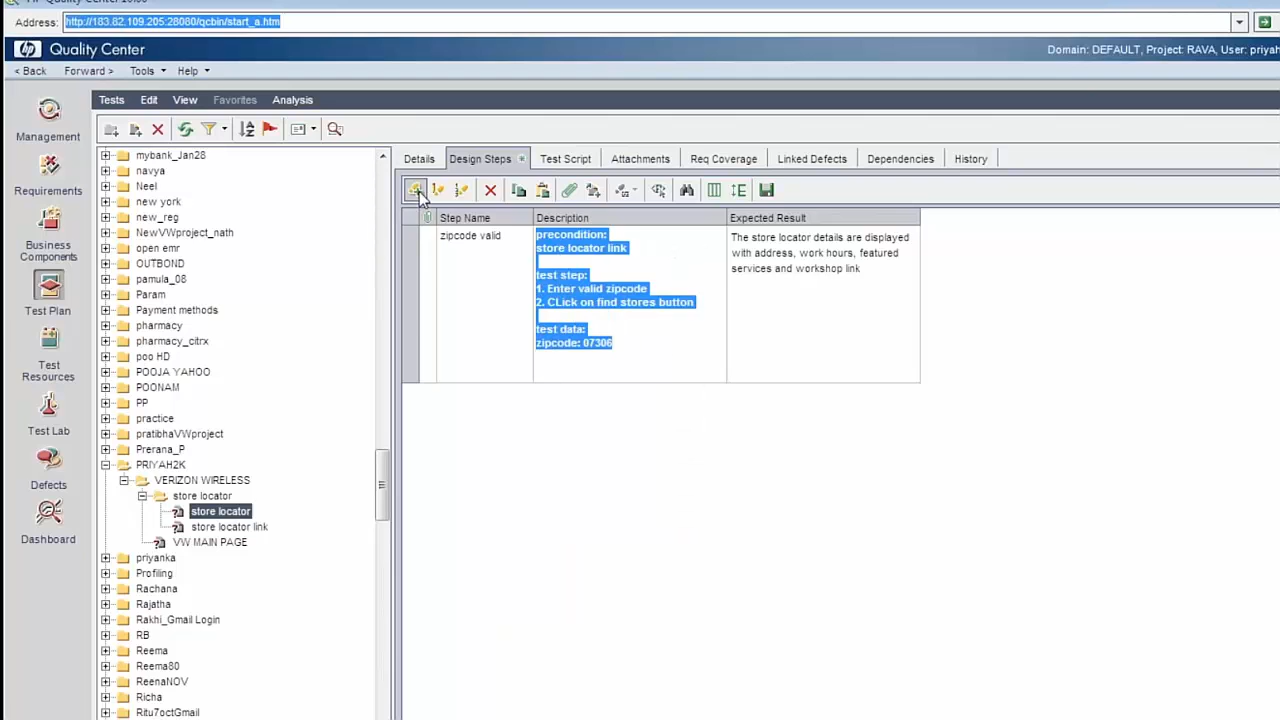 Address: http://183.82.109.205:28080/qcbin/start_a.htm
hp Quality Center
Domain: DEFAULT, Project: RAVA, User: priyah
< Back Forward > Tools Help
Tests Edit View Favorites Analysis
Management
Requirements
Business
Components
Test Plan
Test
Resources
Test Lab
Defects
Dashboard
mybank_Jan28
navya
Neel
new york
new_reg
NewVWproject_nath
open emr
OUTBOND
pamula_08
Param
Payment methods
pharmacy
pharmacy_citrx
poo HD
POOJA YAHOO
POONAM
PP
practice
pratibhaVWproject
Prerana_P
PRIYAH2K
VERIZON WIRELESS
store locator
store locator
store locator link
VW MAIN PAGE
priyanka
Profiling
Rachana
Rajatha
Rakhi_Gmail Login
RB
Reema
Reema80
ReenaNOV
Richa
Ritu7octGmail
Details Design Steps Test Script Attachments Req Coverage Linked Defects Dependencies History
Step Name Description Expected Result
zipcode valid
precondition:
store locator link
test step:
1. Enter valid zipcode
2. CLick on find stores button
test data:
zipcode: 07306
The store locator details are displayed
with address, work hours, featured
services and workshop link